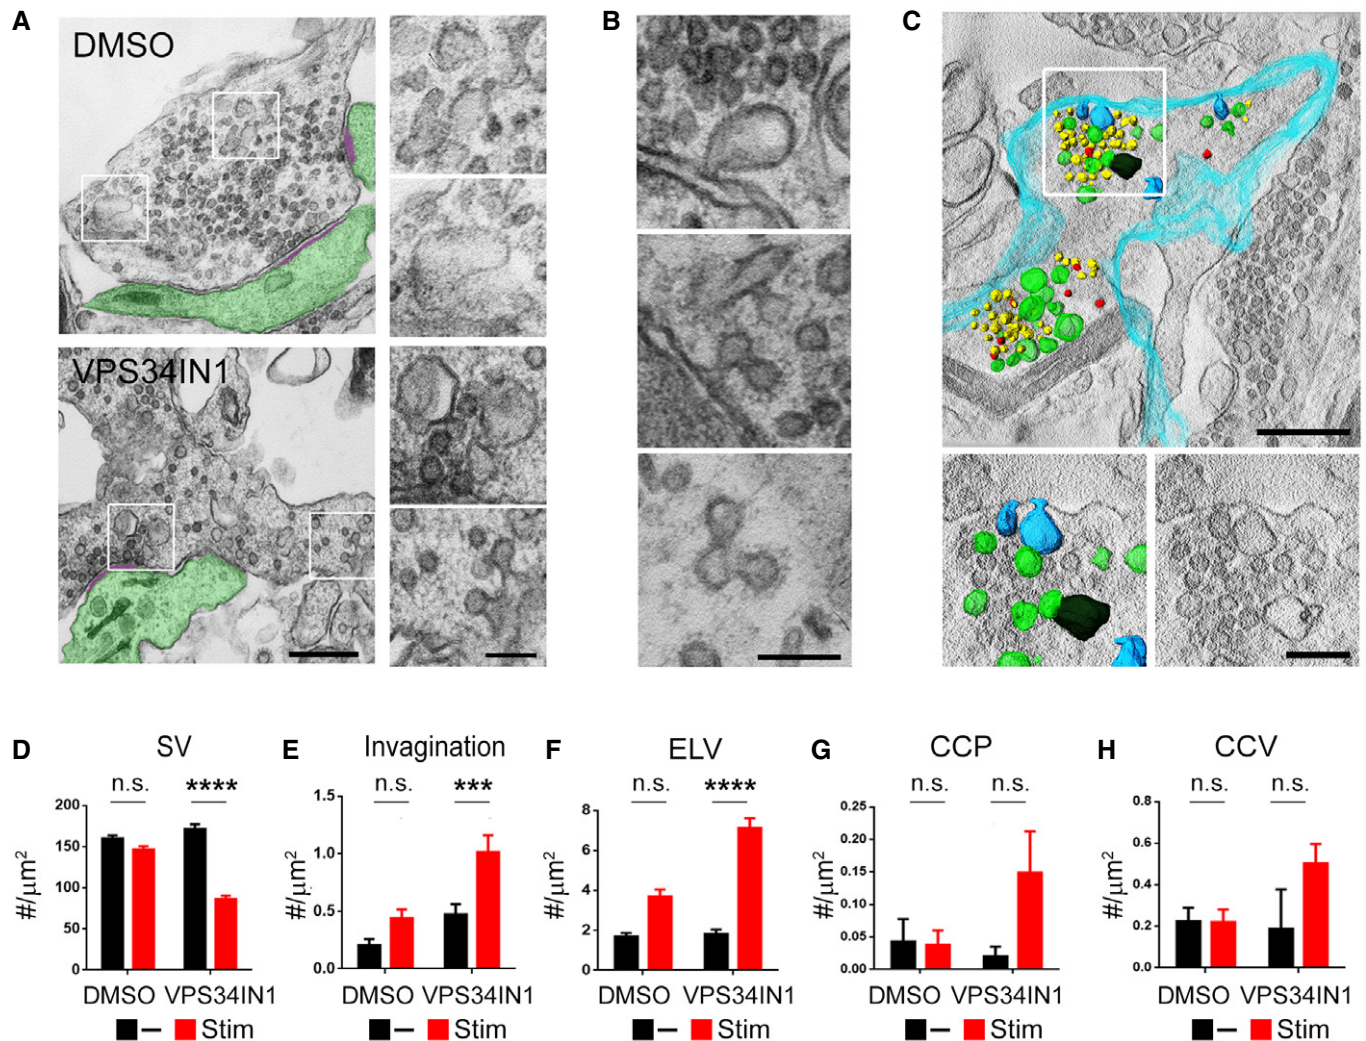 A
DMSO
VPS34IN1
B
C
D
SV
n.s.
****
#/μm²
200
150
100
50
0
DMSO
VPS34IN1
–
Stim
E
Invagination
n.s.
***
#/μm²
1.5
1.0
0.5
0.0
DMSO
VPS34IN1
–
Stim
F
ELV
n.s.
****
#/μm²
8
6
4
2
0
DMSO
VPS34IN1
–
Stim
G
CCP
n.s.
n.s.
#/μm²
0.25
0.20
0.15
0.10
0.05
0.00
DMSO
VPS34IN1
–
Stim
H
CCV
n.s.
n.s.
#/μm²
0.8
0.6
0.4
0.2
0.0
DMSO
VPS34IN1
–
Stim